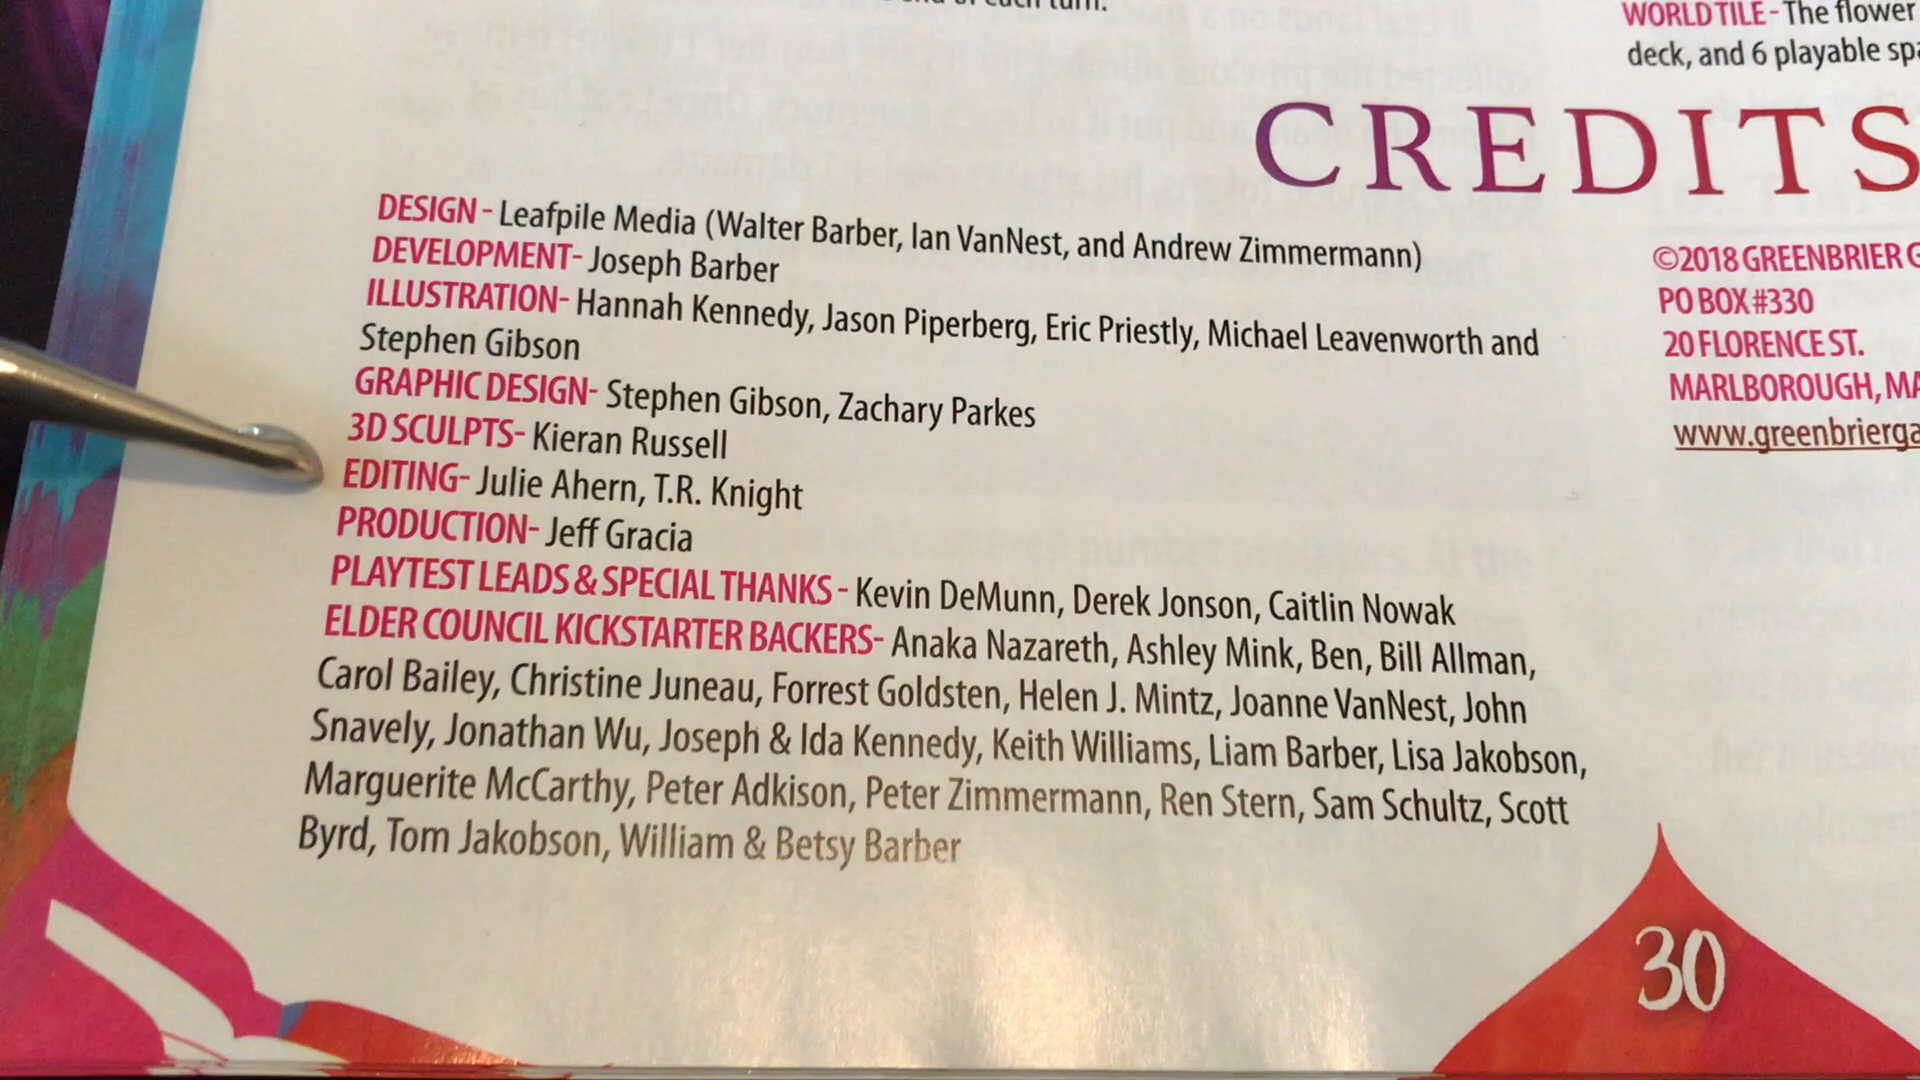 each turn.
WORLD TILE - The flower
deck, and 6 playable
CREDITS
DESIGN - Leafpile Media (Walter Barber, Ian VanNest, and Andrew Zimmermann)
DEVELOPMENT- Joseph Barber
ILLUSTRATION- Hannah Kennedy, Jason Piperberg, Eric Priestly, Michael Leavenworth and
Stephen Gibson
GRAPHIC DESIGN- Stephen Gibson, Zachary Parkes
3D SCULPTS- Kieran Russell
EDITING- Julie Ahern, T.R. Knight
PRODUCTION- Jeff Gracia
PLAYTEST LEADS & SPECIAL THANKS - Kevin DeMunn, Derek Jonson, Caitlin Nowak
ELDER COUNCIL KICKSTARTER BACKERS- Anaka Nazareth, Ashley Mink, Ben, Bill Allman,
Carol Bailey, Christine Juneau, Forrest Goldsten, Helen J. Mintz, Joanne VanNest, John
Snavely, Jonathan Wu, Joseph & Ida Kennedy, Keith Williams, Liam Barber, Lisa Jakobson,
Marguerite McCarthy, Peter Adkison, Peter Zimmermann, Ren Stern, Sam Schultz, Scott
Byrd, Tom Jakobson, William & Betsy Barber
©2018 GREENBRIER G
PO BOX #330
20 FLORENCE ST.
MARLBOROUGH, MA
www.greenbrierga
30